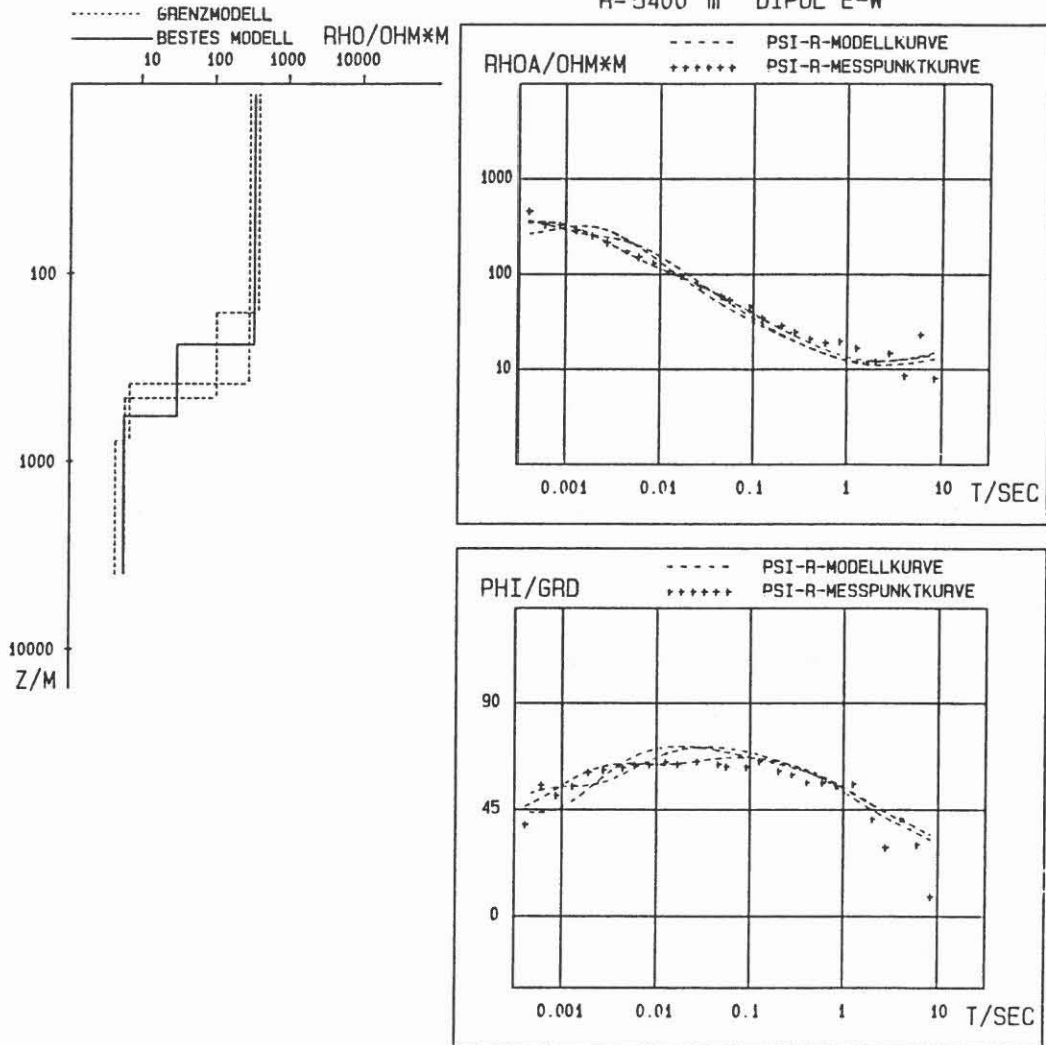 R=5400 m DIPOL E-W
GRENZMODELL
BESTES MODELL
RHO/OHM*M
10 100 1000 10000
100
1000
10000
Z/M
PSI-R-MODELLKURVE
PSI-R-MESSPUNKTKURVE
RHOA/OHM*M
1000
100
10
0.001 0.01 0.1 1 10 T/SEC
PSI-R-MODELLKURVE
PSI-R-MESSPUNKTKURVE
PHI/GRD
90
45
0
0.001 0.01 0.1 1 10 T/SEC